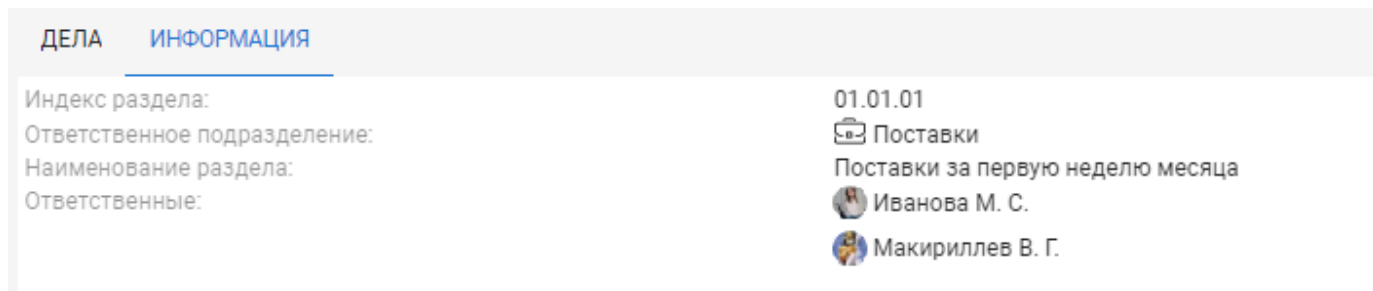 ДЕЛА ИНФОРМАЦИЯ
Индекс раздела: 01.01.01
Ответственное подразделение: Поставки
Наименование раздела: Поставки за первую неделю месяца
Ответственные: Иванова М. С.
Макириллев В. Г.